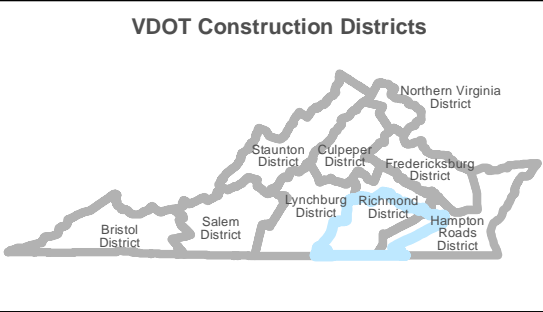 VDOT Construction Districts
Northern Virginia
District
Staunton
District
Culpeper
District
Fredericksburg
District
Lynchburg
District
Richmond
District
Salem
District
Bristol
District
Hampton
Roads
District